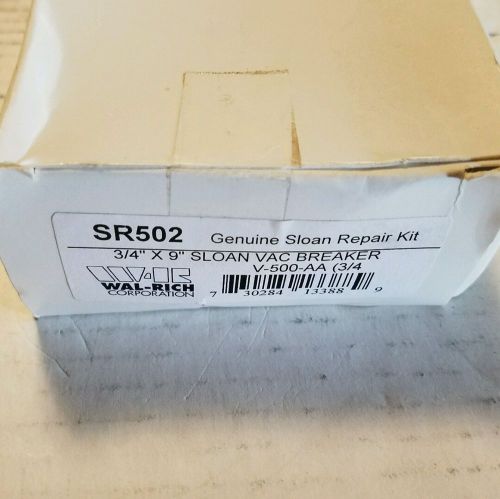 SR502 Genuine Sloan Repair Kit
3/4" X 9" SLOAN VAC BREAKER
V-500-AA (3/4
W-R
WAL-RICH
CORPORATION
7 30284 13388 9